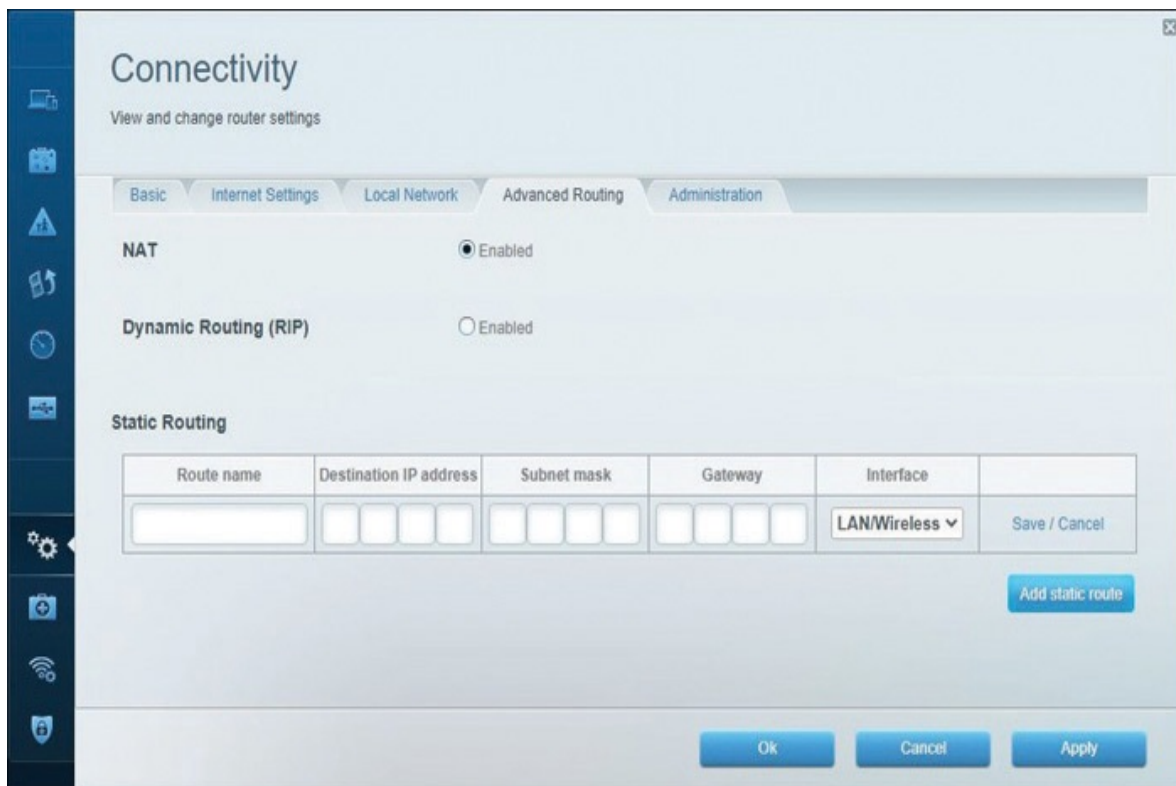 Connectivity
View and change router settings
Basic Internet Settings Local Network Advanced Routing Administration
NAT Enabled
Dynamic Routing (RIP) Enabled
Static Routing
Route name Destination IP address Subnet mask Gateway Interface
LAN/Wireless Save / Cancel
Add static route
Ok Cancel Apply